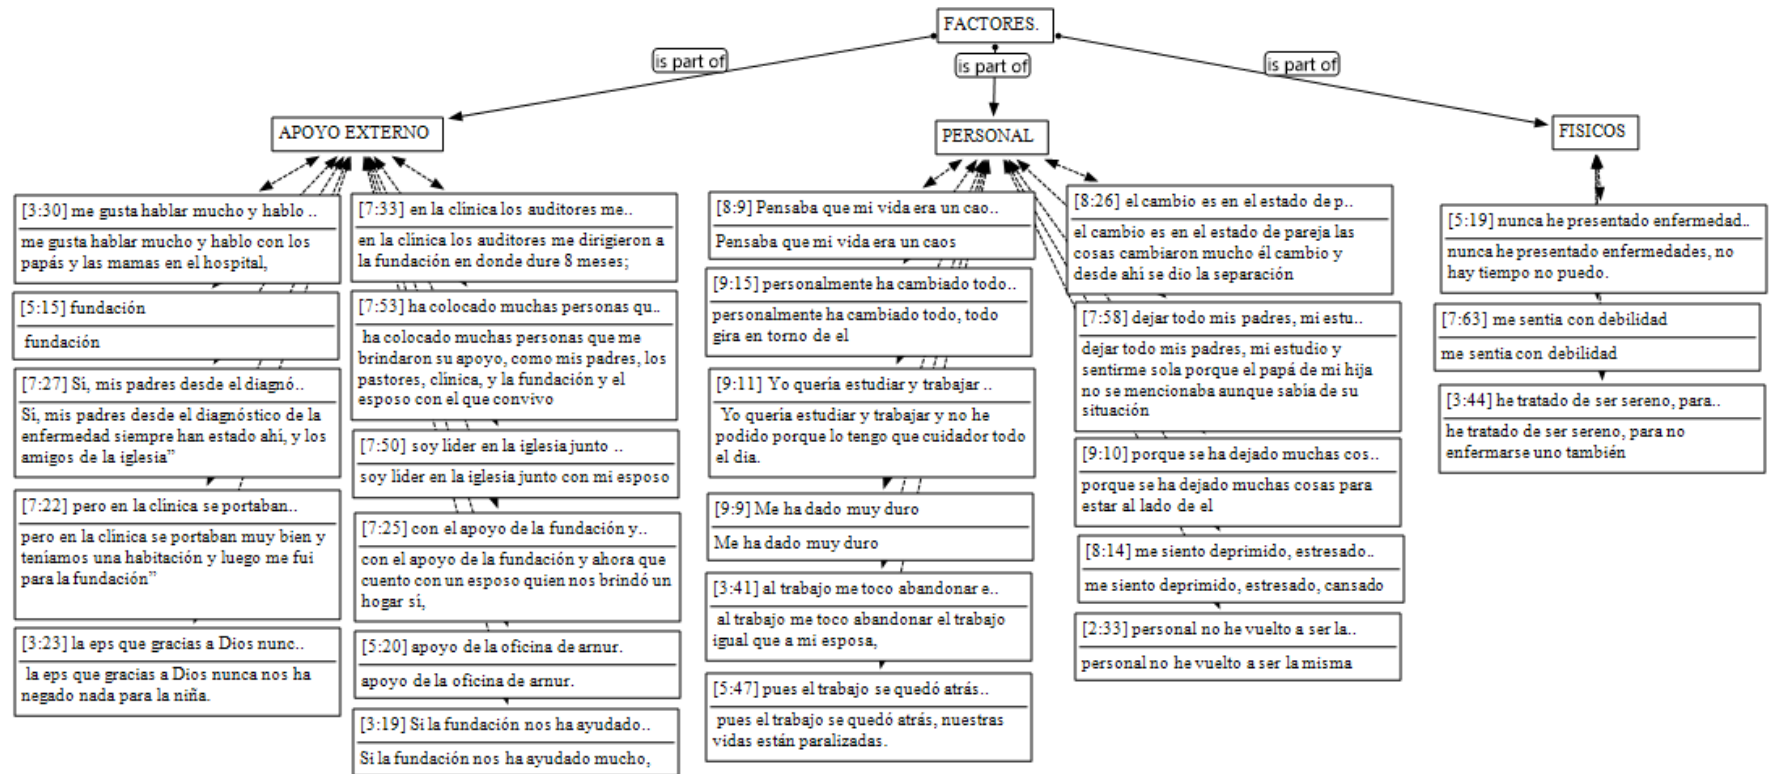 FACTORES.
is part of
is part of
is part of
APOYO EXTERNO
PERSONAL
FISICOS
[3:30] me gusta hablar mucho y hablo ..
me gusta hablar mucho y hablo con los
papás y las mamas en el hospital,
[5:15] fundación
fundación
[7:27] Si, mis padres desde el diagnó..
Si, mis padres desde el diagnóstico de la
enfermedad siempre han estado ahí, y los
amigos de la iglesia”
[7:22] pero en la clínica se portaban..
pero en la clínica se portaban muy bien y
teníamos una habitación y luego me fui
para la fundación”
[3:23] la eps que gracias a Dios nunc..
la eps que gracias a Dios nunca nos ha
negado nada para la niña.
[7:33] en la clínica los auditores me..
en la clínica los auditores me dirigieron a
la fundación en donde dure 8 meses;
[7:53] ha colocado muchas personas qu..
ha colocado muchas personas que me
brindaron su apoyo, como mis padres, los
pastores, clínica, y la fundación y el
esposo con el que convivo
[7:50] soy lider en la iglesia junto ..
soy líder en la iglesia junto con mi esposo
[7:25] con el apoyo de la fundación y..
con el apoyo de la fundación y ahora que
cuento con un esposo quien nos brindó un
hogar sí,
[5:20] apoyo de la oficina de arnur.
apoyo de la oficina de arnur.
[3:19] Si la fundación nos ha ayudado..
Si la fundación nos ha ayudado mucho,
[8:9] Pensaba que mi vida era un cao..
Pensaba que mi vida era un caos
[9:15] personalmente ha cambiado todo..
personalmente ha cambiado todo, todo
gira en torno de el
[9:11] Yo quería estudiar y trabajar ..
Yo quería estudiar y trabajar y no he
podido porque lo tengo que cuidador todo
el dia.
[9:9] Me ha dado muy duro
Me ha dado muy duro
[3:41] al trabajo me toco abandonar e..
al trabajo me toco abandonar el trabajo
igual que a mi esposa,
[5:47] pues el trabajo se quedó atrás..
pues el trabajo se quedó atrás, nuestras
vidas están paralizadas.
[8:26] el cambio es en el estado de p..
el cambio es en el estado de pareja las
cosas cambiaron mucho él cambio y
desde ahí se dio la separación
[7:58] dejar todo mis padres, mi estu..
dejar todo mis padres, mi estudio y
sentirme sola porque el papá de mi hija
no se mencionaba aunque sabía de su
situación
[9:10] porque se ha dejado muchas cos..
porque se ha dejado muchas cosas para
estar al lado de el
[8:14] me siento deprimido, estresado..
me siento deprimido, estresado, cansado
[2:33] personal no he vuelto a ser la..
personal no he vuelto a ser la misma
[5:19] nunca he presentado enfermedad..
nunca he presentado enfermedades, no
hay tiempo no puedo.
[7:63] me sentia con debilidad
me sentia con debilidad
[3:44] he tratado de ser sereno, para..
he tratado de ser sereno, para no
enfermarse uno también